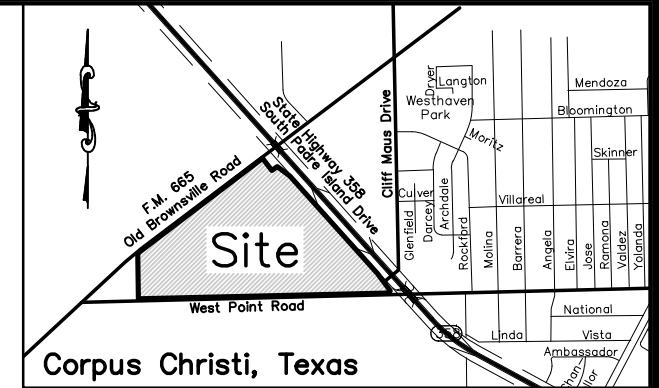 State Highway 358
South Padre Island Drive
F.M. 665
Old Brownsville Road
Cliff Maus Drive
Dryer
Langton
Westhaven
Park
Mendoza
Bloomington
Moritz
Skinner
Culver
Villareal
Glenfield
Darcey
Archdale
Rockford
Molina
Barrera
Angela
Elvira
Jose
Ramona
Valdez
Yolanda
Site
West Point Road
358
National
Linda
Vista
Ambassador
Chan-
Corpus Christi, Texas